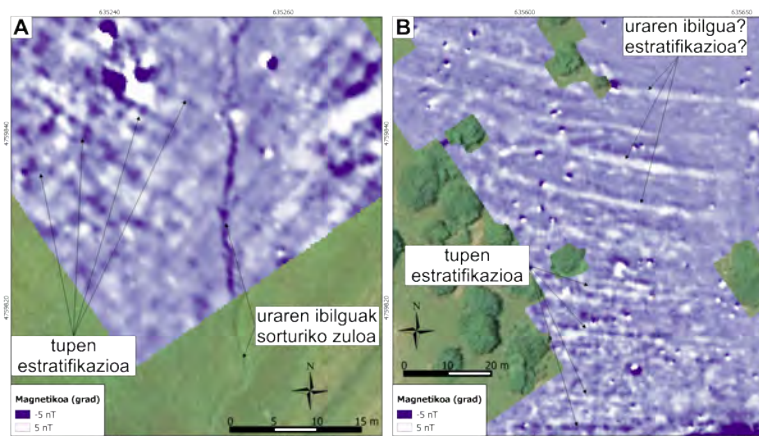 A
635240
635260
4759840
4759820
tupen
estratifikazioa
uraren ibilguak
sorturiko zuloa
N
Magnetikoa (grad)
-5 nT
5 nT
0
5
10
15 m
B
635600
635650
uraren ibilgua?
estratifikazioa?
tupen
estratifikazioa
N
0
10
20 m
Magnetikoa (grad)
-5 nT
5 nT